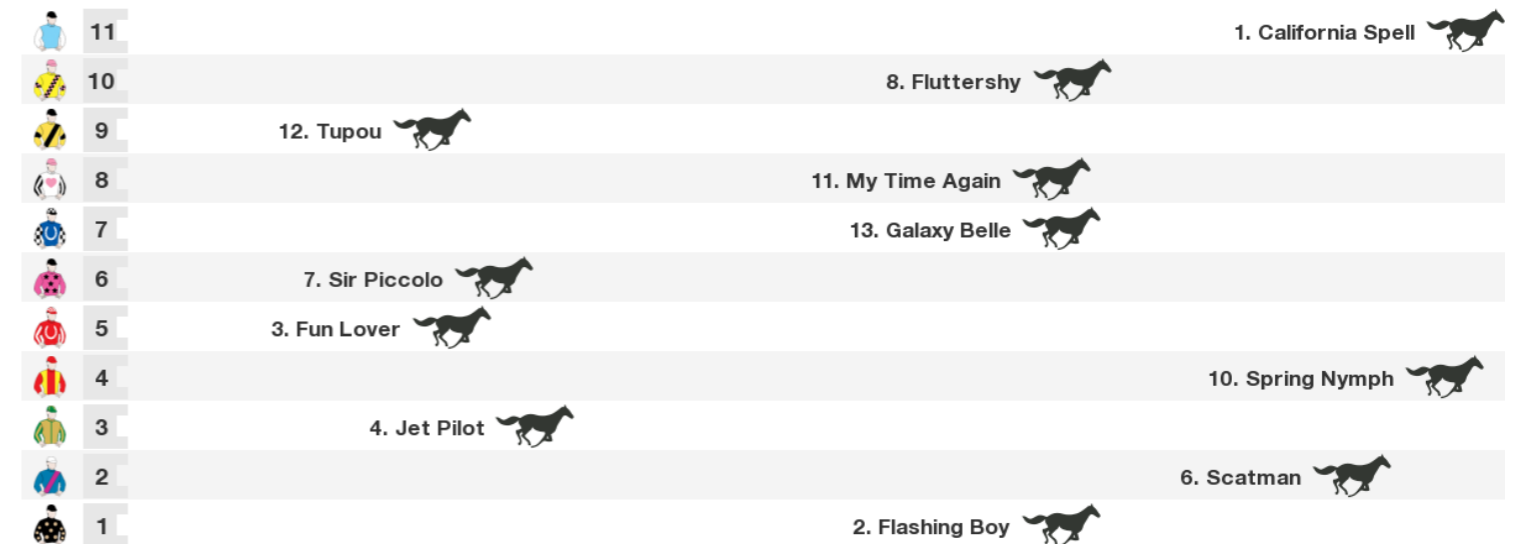 11 1. California Spell
10 8. Fluttershy
9 12. Tupou
8 11. My Time Again
7 13. Galaxy Belle
6 7. Sir Piccolo
5 3. Fun Lover
4 10. Spring Nymph
3 4. Jet Pilot
2 6. Scatman
1 2. Flashing Boy